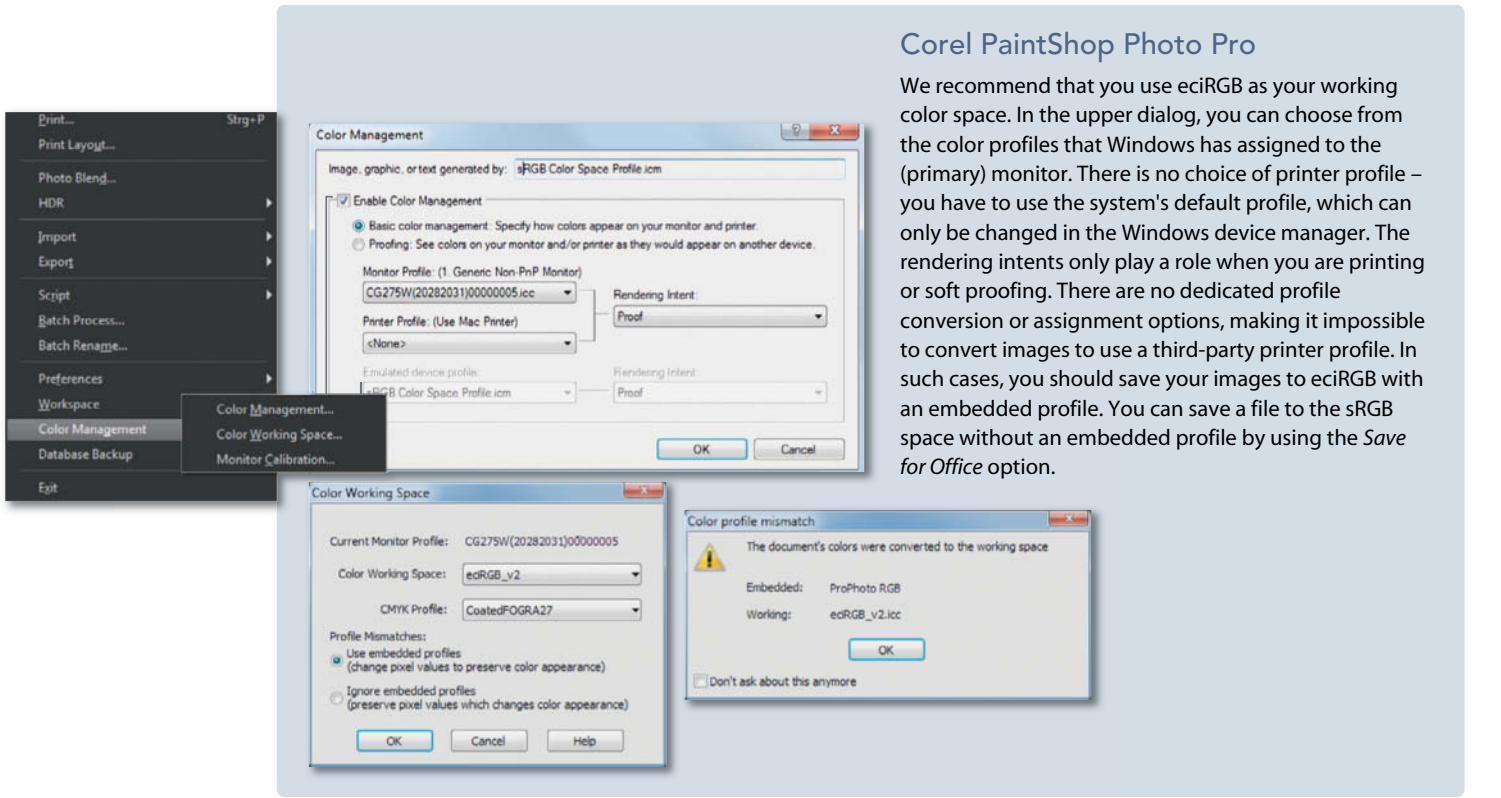 Corel PaintShop Photo Pro
We recommend that you use eciRGB as your working
color space. In the upper dialog, you can choose from
the color profiles that Windows has assigned to the
(primary) monitor. There is no choice of printer profile –
you have to use the system's default profile, which can
only be changed in the Windows device manager. The
rendering intents only play a role when you are printing
or soft proofing. There are no dedicated profile
conversion or assignment options, making it impossible
to convert images to use a third-party printer profile. In
such cases, you should save your images to eciRGB with
an embedded profile. You can save a file to the sRGB
space without an embedded profile by using the Save
for Office option.
Print... Strg+P
Print Layout...
Photo Blend...
HDR
Import
Export
Script
Batch Process...
Batch Rename...
Preferences
Workspace
Color Management
Database Backup
Exit
Color Management...
Color Working Space...
Monitor Calibration...
Color Management
Image, graphic, or text generated by: sRGB Color Space Profile.icm
Enable Color Management
Basic color management: Specify how colors appear on your monitor and printer.
Proofing: See colors on your monitor and/or printer as they would appear on another device.
Monitor Profile: (1. Generic Non-PnP Monitor)
CG275W(20282031)00000005.icc
Rendering Intent:
Proof
Printer Profile: (Use Mac Printer)
<None>
Emulated device profile:
sRGB Color Space Profile.icm
Rendering Intent:
Proof
OK
Cancel
Color Working Space
Current Monitor Profile: CG275W(20282031)00000005
Color Working Space: eciRGB_v2
CMYK Profile: CoatedFOGRA27
Profile Mismatches:
Use embedded profiles
(change pixel values to preserve color appearance)
Ignore embedded profiles
(preserve pixel values which changes color appearance)
OK
Cancel
Help
Color profile mismatch
The document's colors were converted to the working space
Embedded: ProPhoto RGB
Working: eciRGB_v2.icc
OK
Don't ask about this anymore